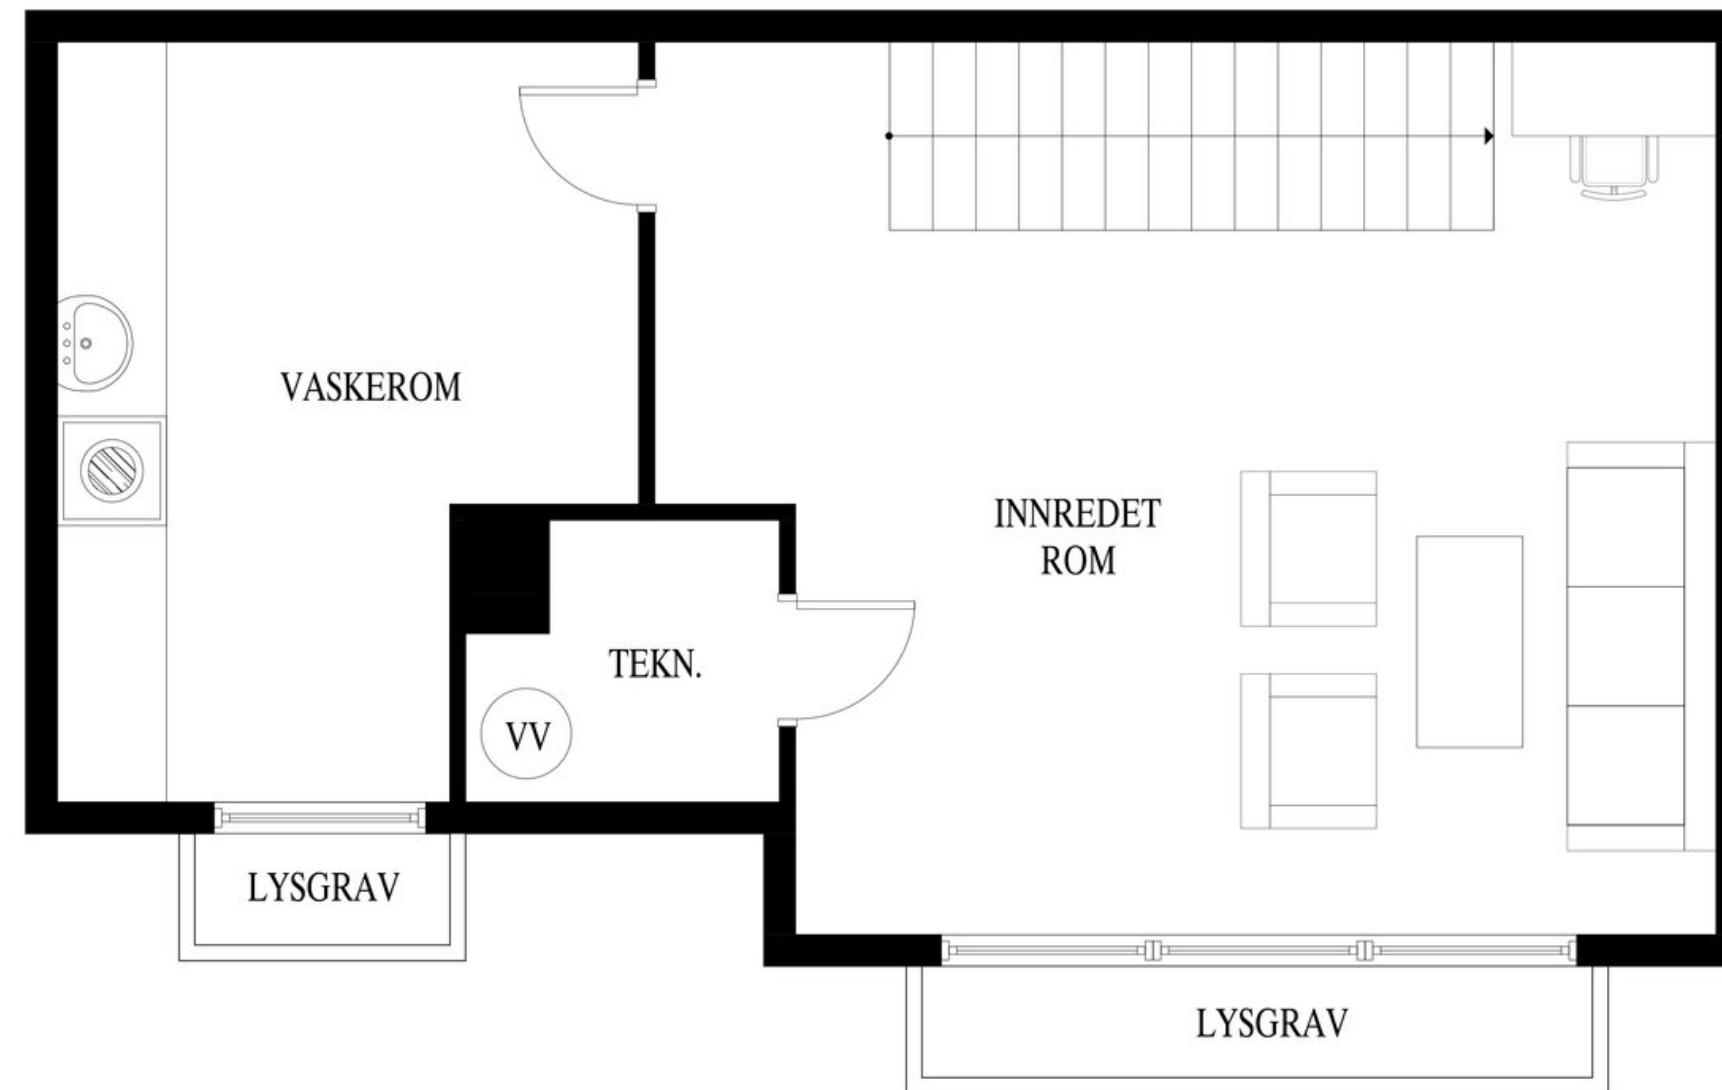 VASKEROM
INNREDET
ROM
TEKN.
VV
LYSGRAV
LYSGRAV